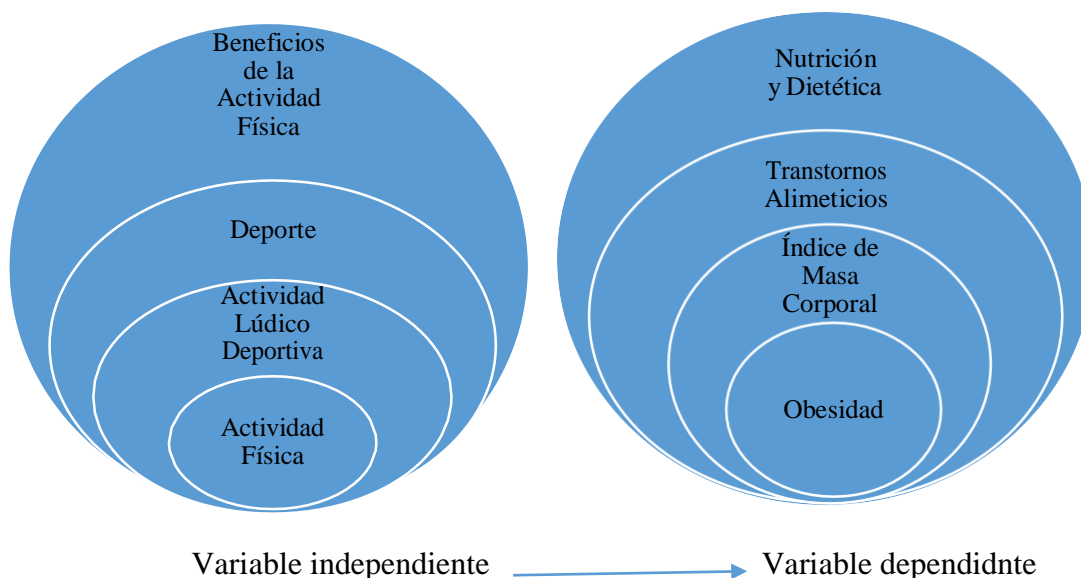 Beneficios
de la
Actividad
Física
Deporte
Actividad
Lúdico
Deportiva
Actividad
Física
Nutrición
y Dietética
Transtornos
Alimeticios
Índice de
Masa
Corporal
Obesidad
Variable independiente
Variable dependidnte